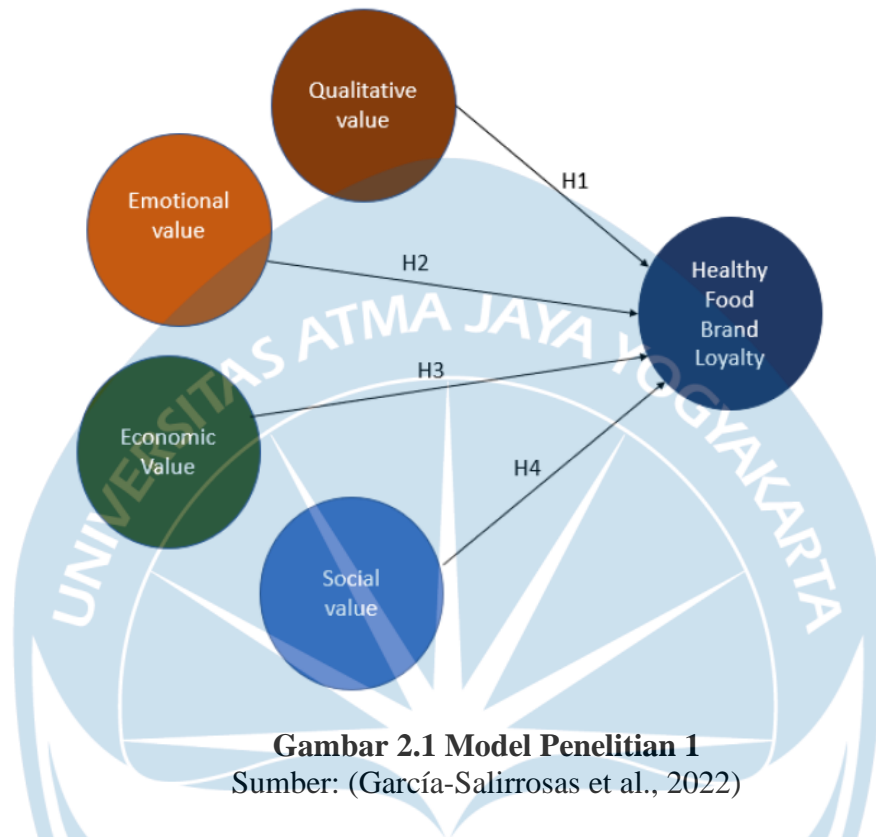 Qualitative
value
H1
Emotional
value
H2
Healthy
Food
Brand
Loyalty
UNIVERSITAS ATMA JAYA YOGYAKARTA
H3
Economic
Value
H4
Social
value
Gambar 2.1 Model Penelitian 1
Sumber: (García-Salirrosas et al., 2022)